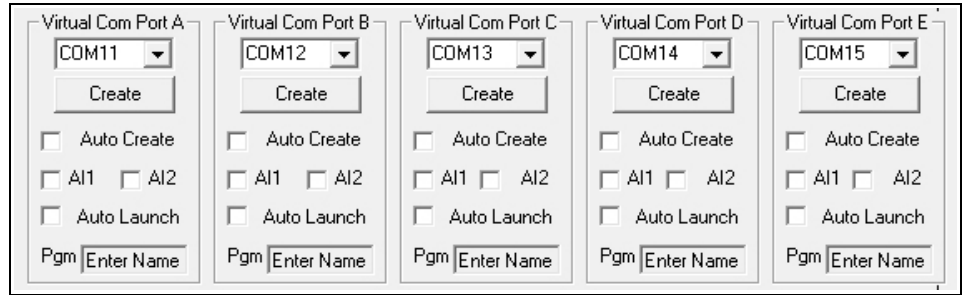 Virtual Com Port A Virtual Com Port B Virtual Com Port C Virtual Com Port D Virtual Com Port E
COM11 COM12 COM13 COM14 COM15
Create Create Create Create Create
Auto Create Auto Create Auto Create Auto Create Auto Create
AI1 AI2 AI1 AI2 AI1 AI2 AI1 AI2 AI1 AI2
Auto Launch Auto Launch Auto Launch Auto Launch Auto Launch
Pgm Enter Name Pgm Enter Name Pgm Enter Name Pgm Enter Name Pgm Enter Name